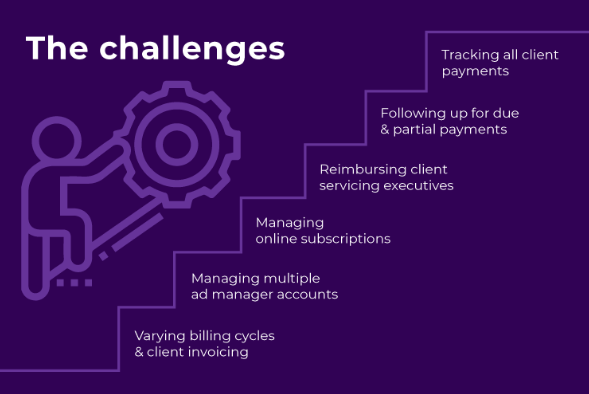 The challenges
Tracking all client
payments
Following up for due
& partial payments
Reimbursing client
servicing executives
Managing
online subscriptions
Managing multiple
ad manager accounts
Varying billing cycles
& client invoicing